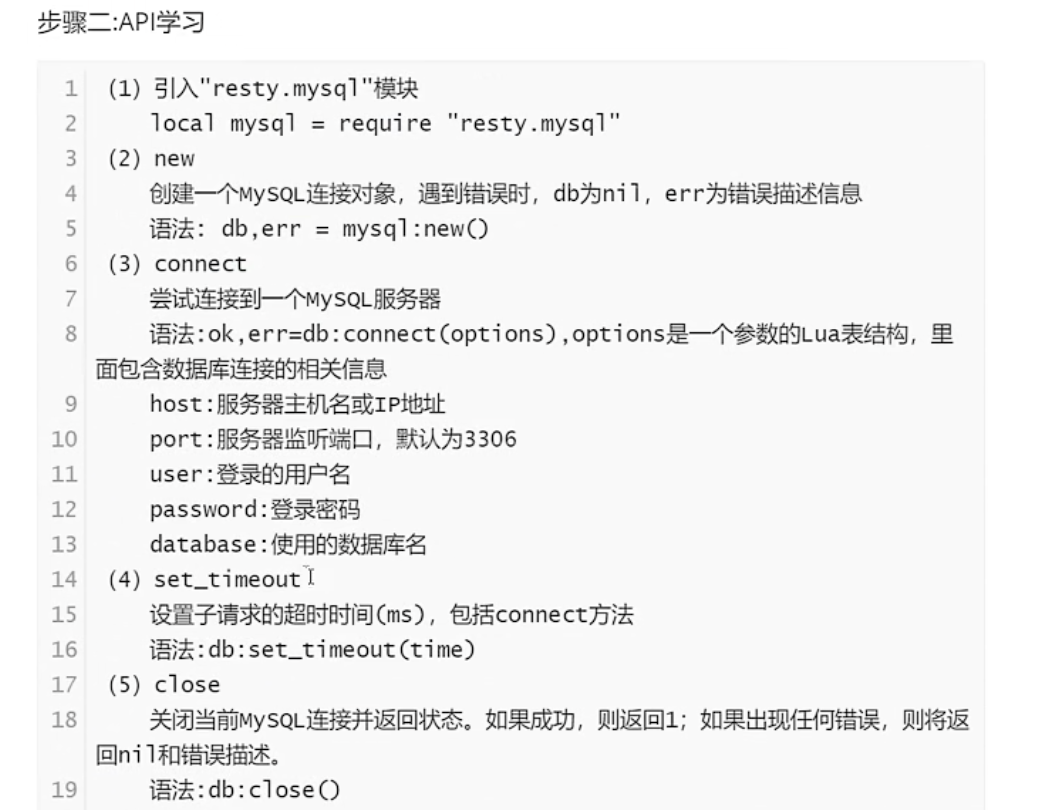 步骤二:API学习
1 (1) 引入"resty.mysql"模块
2 local mysql = require "resty.mysql"
3 (2) new
4 创建一个MySQL连接对象，遇到错误时，db为nil，err为错误描述信息
5 语法: db,err = mysql:new()
6 (3) connect
7 尝试连接到一个MySQL服务器
8 语法:ok,err=db:connect(options),options是一个参数的Lua表结构，里
面包含数据库连接的相关信息
9 host:服务器主机名或IP地址
10 port:服务器监听端口，默认为3306
11 user:登录的用户名
12 password:登录密码
13 database:使用的数据库名
14 (4) set_timeout
15 设置子请求的超时时间(ms)，包括connect方法
16 语法:db:set_timeout(time)
17 (5) close
18 关闭当前MySQL连接并返回状态。如果成功，则返回1；如果出现任何错误，则将返
回nil和错误描述。
19 语法:db:close()